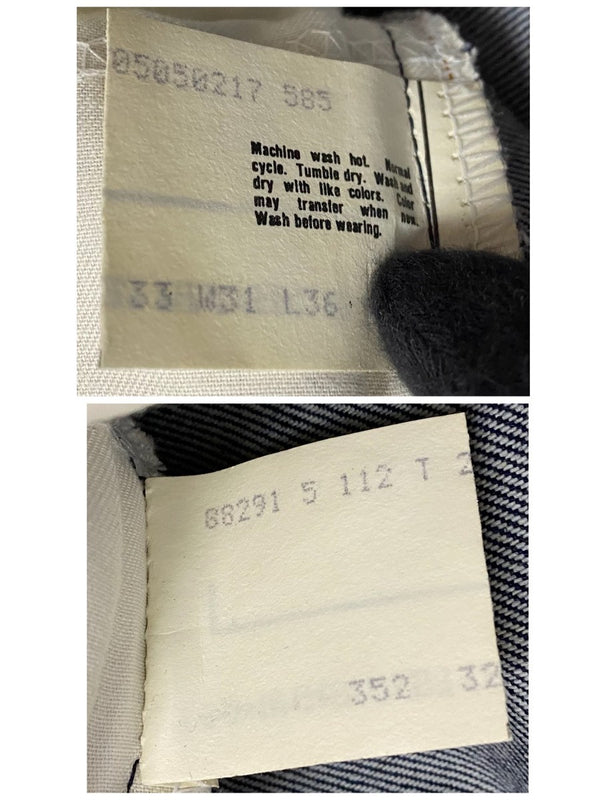 05050217 585
Machine wash hot. Normal
cycle. Tumble dry. Wash and
dry with like colors. Color
may transfer when new.
Wash before wearing.
33 W31 L36
68291 5 112 T 2
352 32